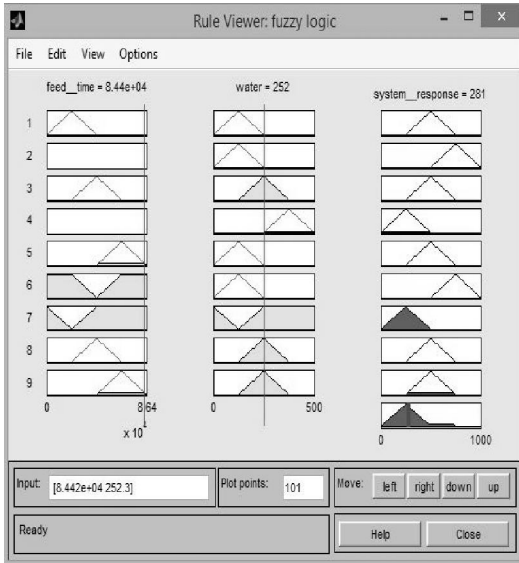 Rule Viewer: fuzzy logic
File Edit View Options
feed__time = 8.44e+04 water = 252 system__response = 281
1
2
3
4
5
6
7
8
9
0 8.64 0 500
x 10
0 1000
Input: [8.442e+04 252.3] Plot points: 101 Move: left right down up
Ready Help Close